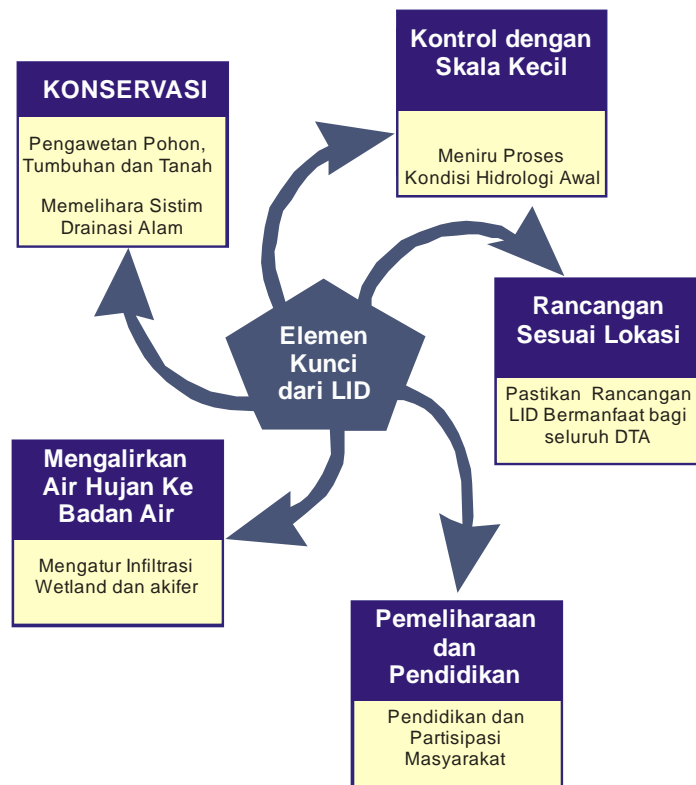 Kontrol dengan
Skala Kecil
Meniru Proses
Kondisi Hidrologi Awal
KONSERVASI
Pengawetan Pohon,
Tumbuhan dan Tanah
Memelihara Sistim
Drainasi Alam
Elemen
Kunci
dari LID
Rancangan
Sesuai Lokasi
Pastikan Rancangan
LID Bermanfaat bagi
seluruh DTA
Mengalirkan
Air Hujan Ke
Badan Air
Mengatur Infiltrasi
Wetland dan akifer
Pemeliharaan
dan
Pendidikan
Pendidikan dan
Partisipasi
Masyarakat